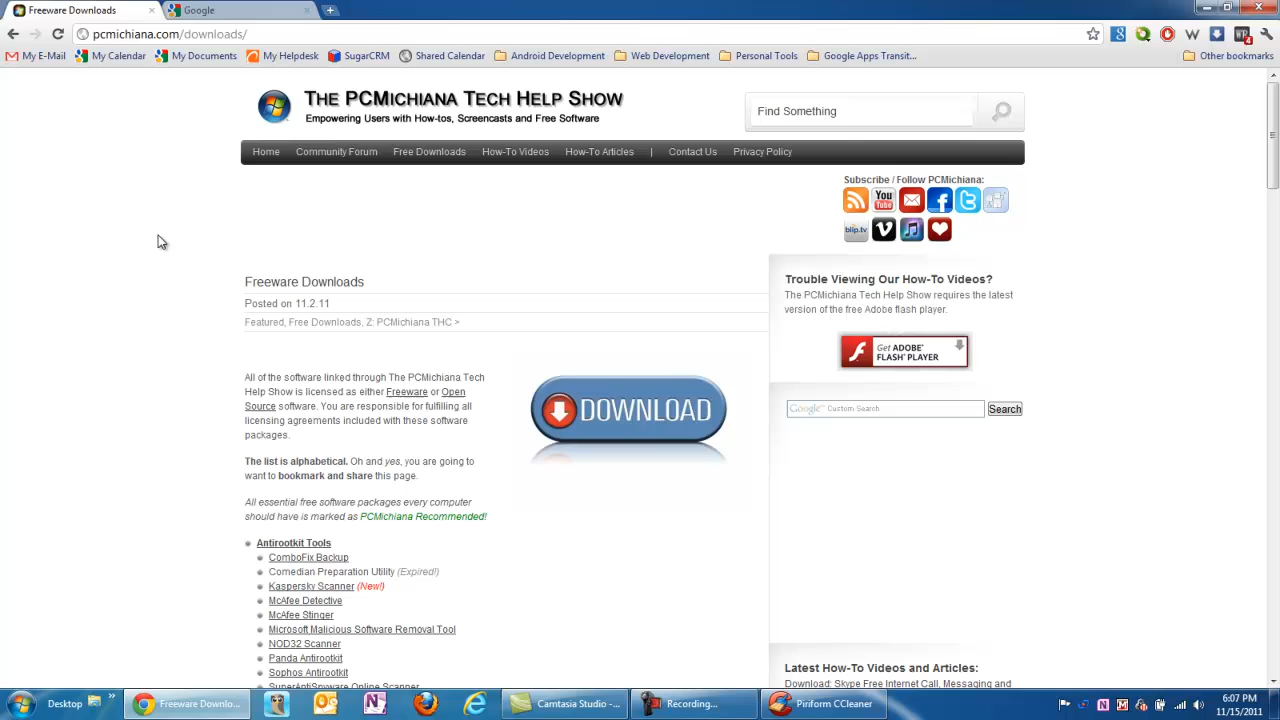 Freeware Downloads
Google
pcmichiana.com/downloads/
My E-Mail
My Calendar
My Documents
My Helpdesk
SugarCRM
Shared Calendar
Android Development
Web Development
Personal Tools
Google Apps Transit...
Other bookmarks
THE PCMICHIANA TECH HELP SHOW
Empowering Users with How-tos, Screencasts and Free Software
Find Something
Home
Community Forum
Free Downloads
How-To Videos
How-To Articles
|
Contact Us
Privacy Policy
Subscribe / Follow PCMichiana:
You
Tube
blip.tv
Freeware Downloads
Posted on 11.2.11
Featured, Free Downloads, Z: PCMichiana THC >
All of the software linked through The PCMichiana Tech
Help Show is licensed as either Freeware or Open
Source software. You are responsible for fulfilling all
licensing agreements included with these software
packages.
The list is alphabetical. Oh and yes, you are going to
want to bookmark and share this page.
All essential free software packages every computer
should have is marked as PCMichiana Recommended!
DOWNLOAD
Antirootkit Tools
ComboFix Backup
Comedian Preparation Utility (Expired!)
Kaspersky Scanner (New!)
McAfee Detective
McAfee Stinger
Microsoft Malicious Software Removal Tool
NOD32 Scanner
Panda Antirootkit
Sophos Antirootkit
SuperAntiSpyware Online Scanner
Trouble Viewing Our How-To Videos?
The PCMichiana Tech Help Show requires the latest
version of the free Adobe flash player.
Get ADOBE®
FLASH® PLAYER
Google™ Custom Search
Search
Latest How-To Videos and Articles:
Download: Skype Free Internet Call, Messaging and
Desktop
Freeware Downlo...
Camtasia Studio -...
Recording...
Piriform CCleaner
6:07 PM
11/15/2011